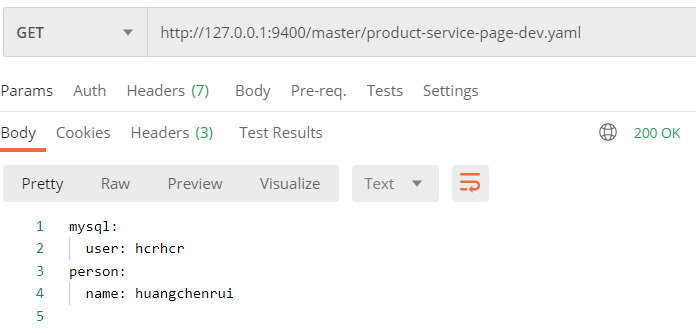 GET http://127.0.0.1:9400/master/product-service-page-dev.yaml
Params Auth Headers (7) Body Pre-req. Tests Settings
Body Cookies Headers (3) Test Results 200 OK
Pretty Raw Preview Visualize Text
1 mysql:
2 user: hcrhcr
3 person:
4 name: huangchenrui
5